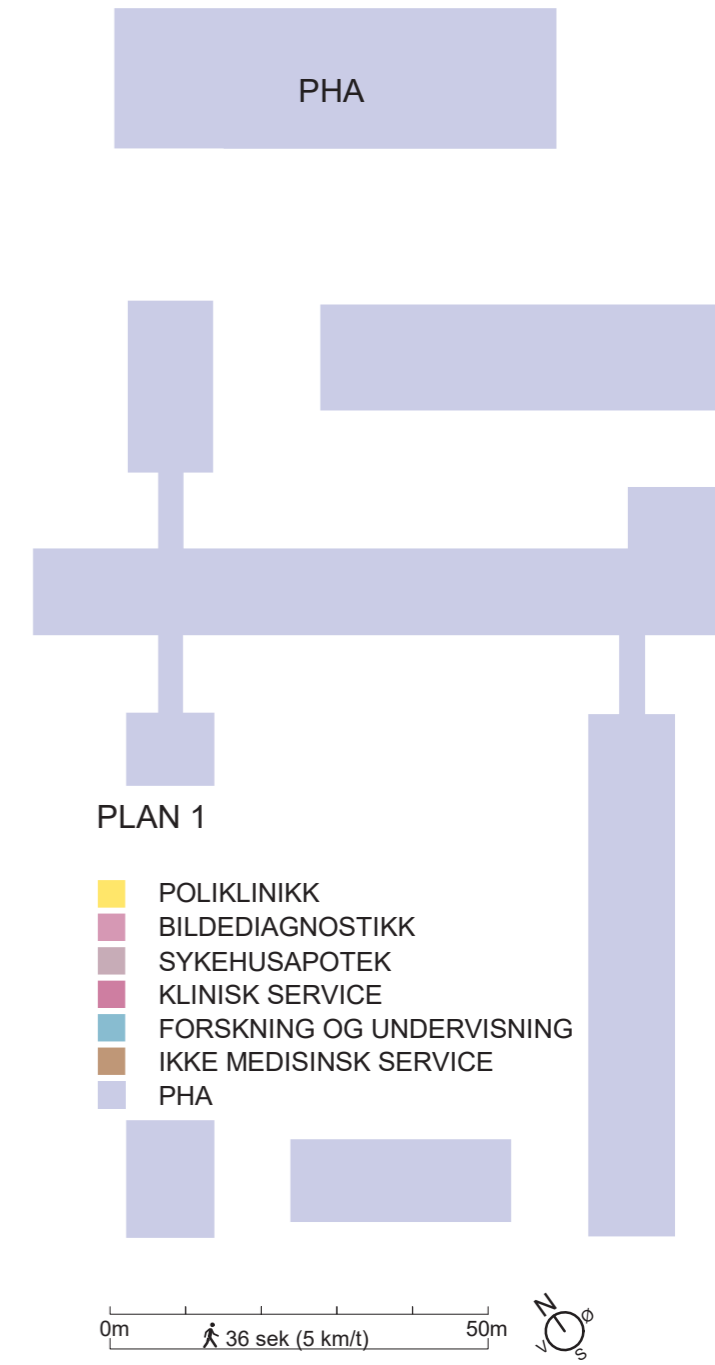 PHA
PLAN 1
POLIKLINIKK
BILDEDIAGNOSTIKK
SYKEHUSAPOTEK
KLINISK SERVICE
FORSKNING OG UNDERVISNING
IKKE MEDISINSK SERVICE
PHA
0m 36 sek (5 km/t) 50m
N Ø
V S